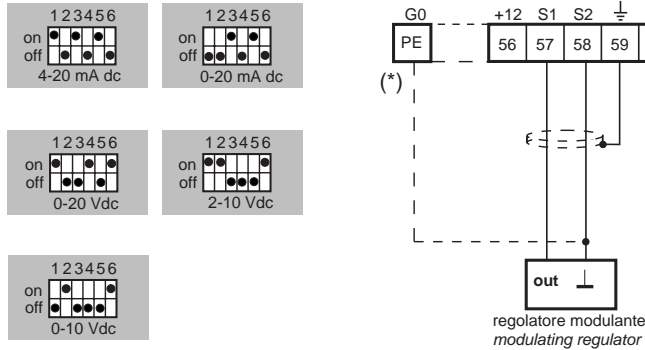 123456
on
off
4-20 mA dc
123456
on
off
0-20 mA dc
123456
on
off
0-20 Vdc
123456
on
off
2-10 Vdc
123456
on
off
0-10 Vdc
G0 +12 S1 S2
PE 56 57 58 59
(*)
out
regolatore modulante
modulating regulator